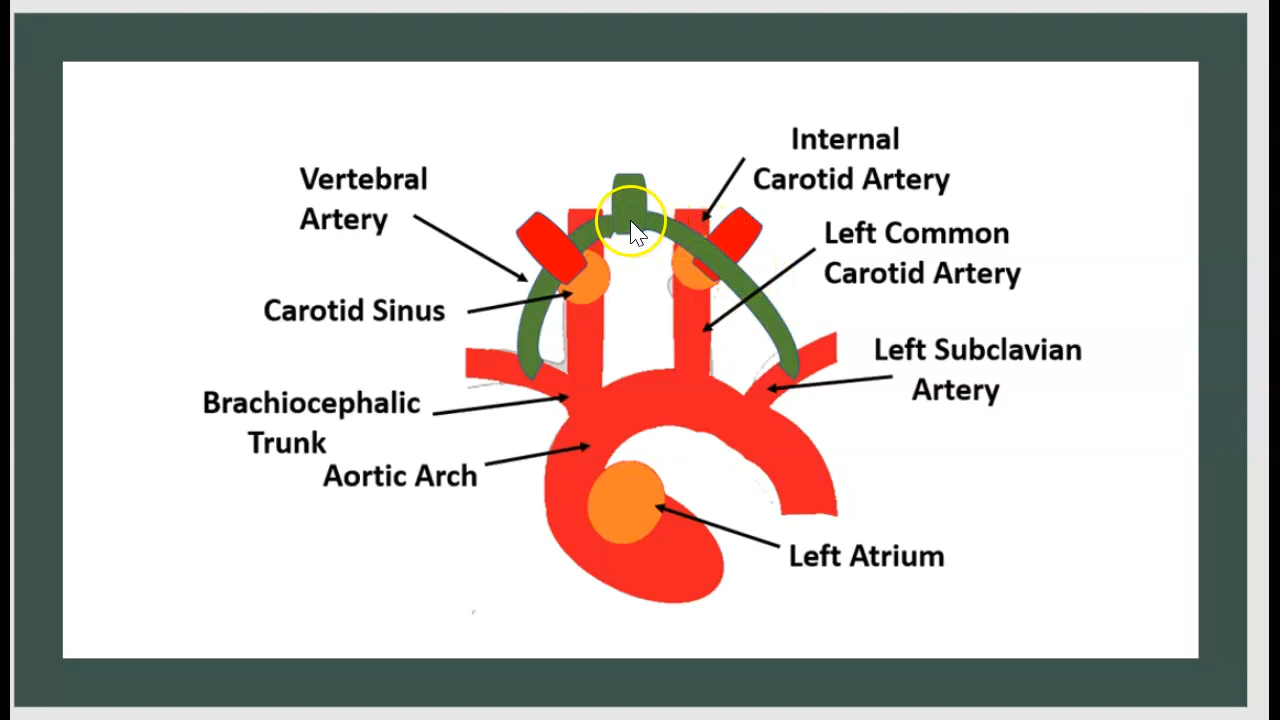 Internal
Carotid Artery
Vertebral
Artery
Left Common
Carotid Artery
Carotid Sinus
Left Subclavian
Artery
Brachiocephalic
Trunk
Aortic Arch
Left Atrium